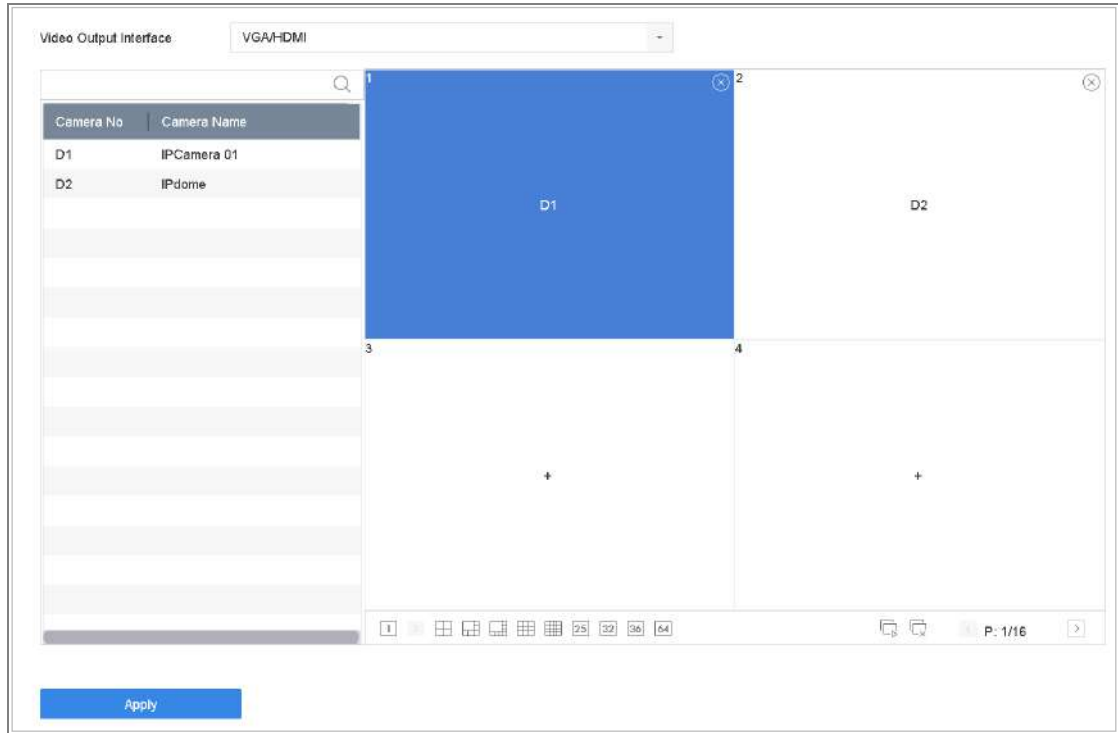 Video Output Interface VGA/HDMI
Camera No Camera Name
D1 IPCamera 01
D2 IPdome
1
D1
2
D2
3
+
4
+
1 25 32 36 64 P: 1/16 >
Apply